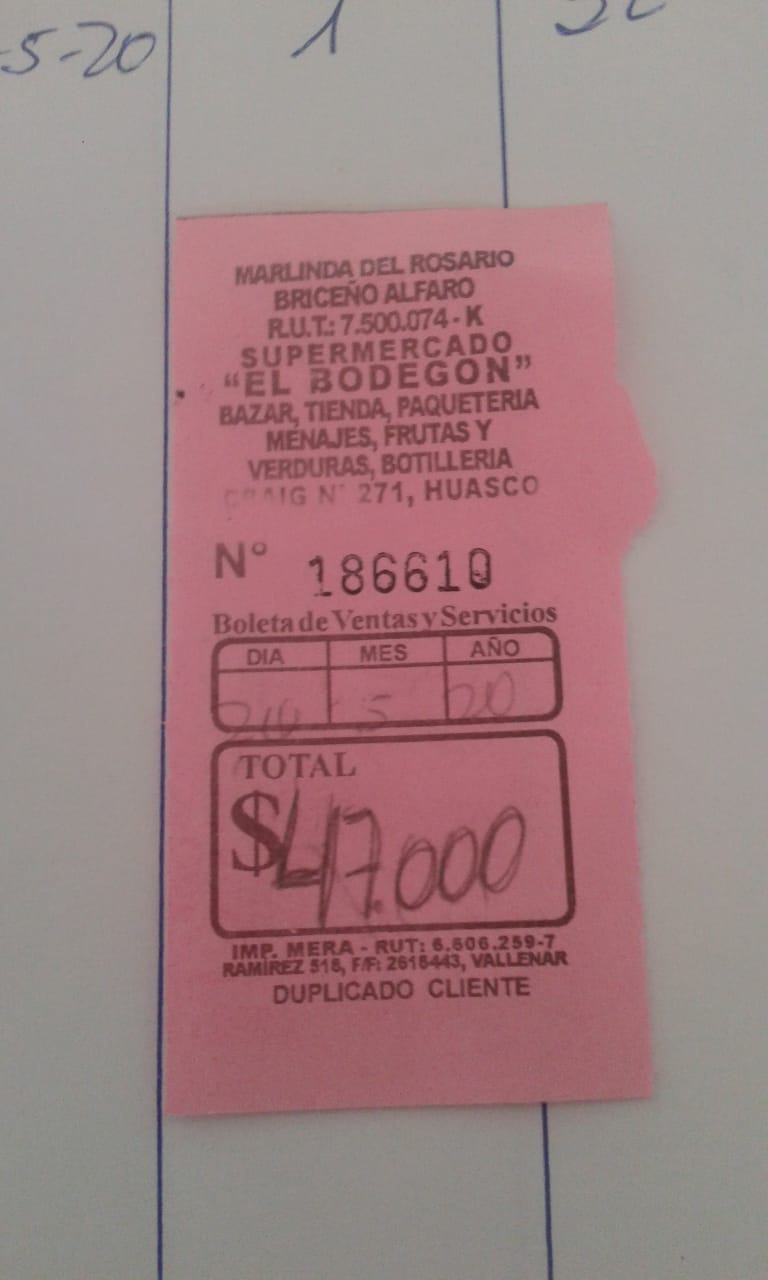 -5-20 1
MARLINDA DEL ROSARIO
BRICEÑO ALFARO
R.U.T.: 7.500.074-K
SUPERMERCADO
“EL BODEGON”
BAZAR, TIENDA, PAQUETERIA
MENAJES, FRUTAS Y
VERDURAS, BOTILLERIA
CRAIG N° 271, HUASCO
N° 186610
Boleta de Ventas y Servicios
DIA MES AÑO
5 20
TOTAL
$47.000
IMP. MERA - RUT: 6.606.259-7
RAMÍREZ 518, F/F: 2616443, VALLENAR
DUPLICADO CLIENTE